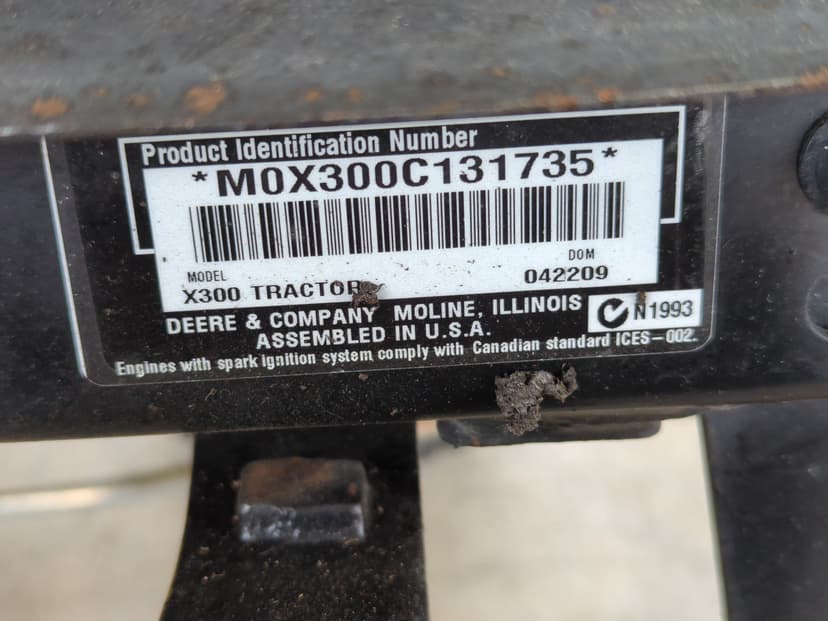 Product Identification Number
*M0X300C131735*
MODEL
DOM
X300 TRACTOR
042209
DEERE & COMPANY MOLINE, ILLINOIS
N1993
ASSEMBLED IN U.S.A.
Engines with spark ignition system comply with Canadian standard ICES-002.